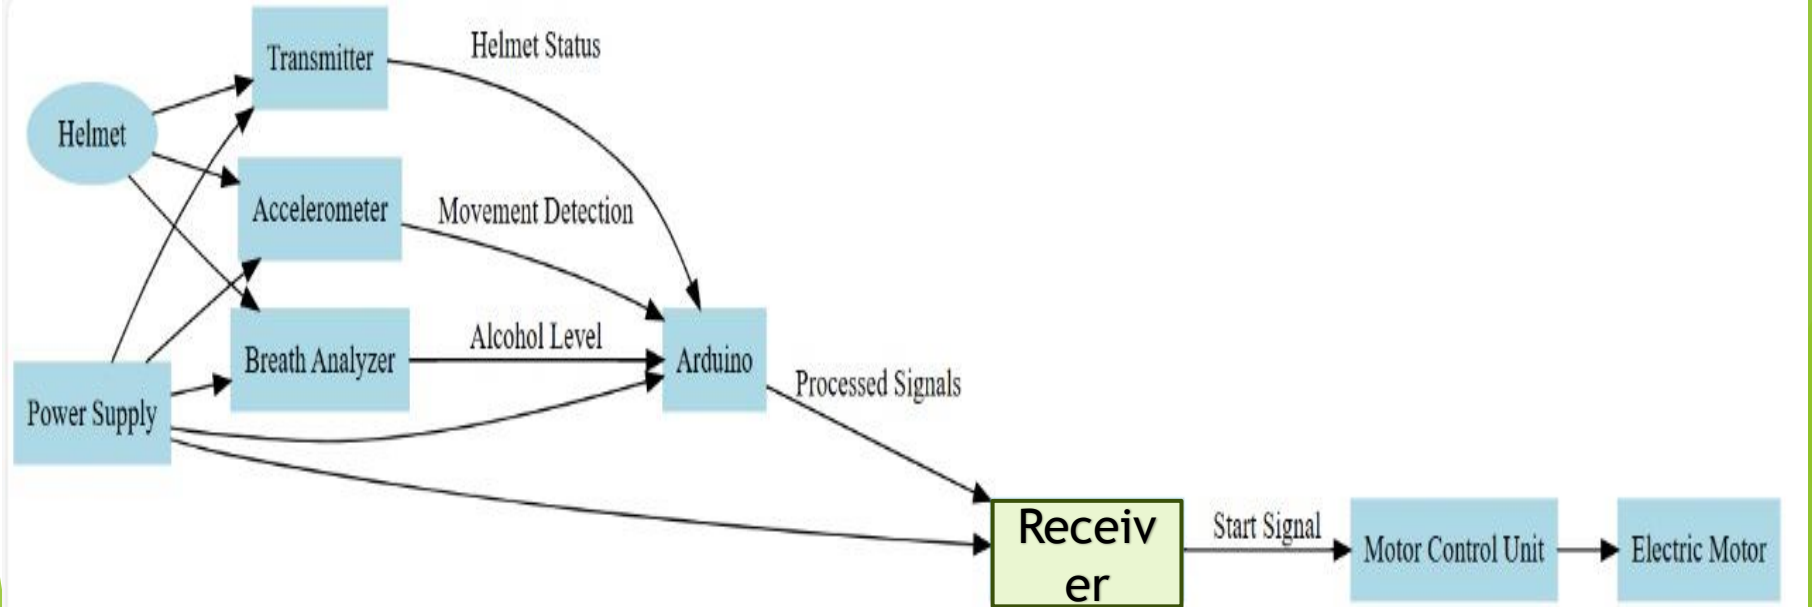 Transmitter
Helmet Status
Helmet
Accelerometer
Movement Detection
Breath Analyzer
Alcohol Level
Arduino
Power Supply
Processed Signals
Receiv
er
Start Signal
Motor Control Unit
Electric Motor